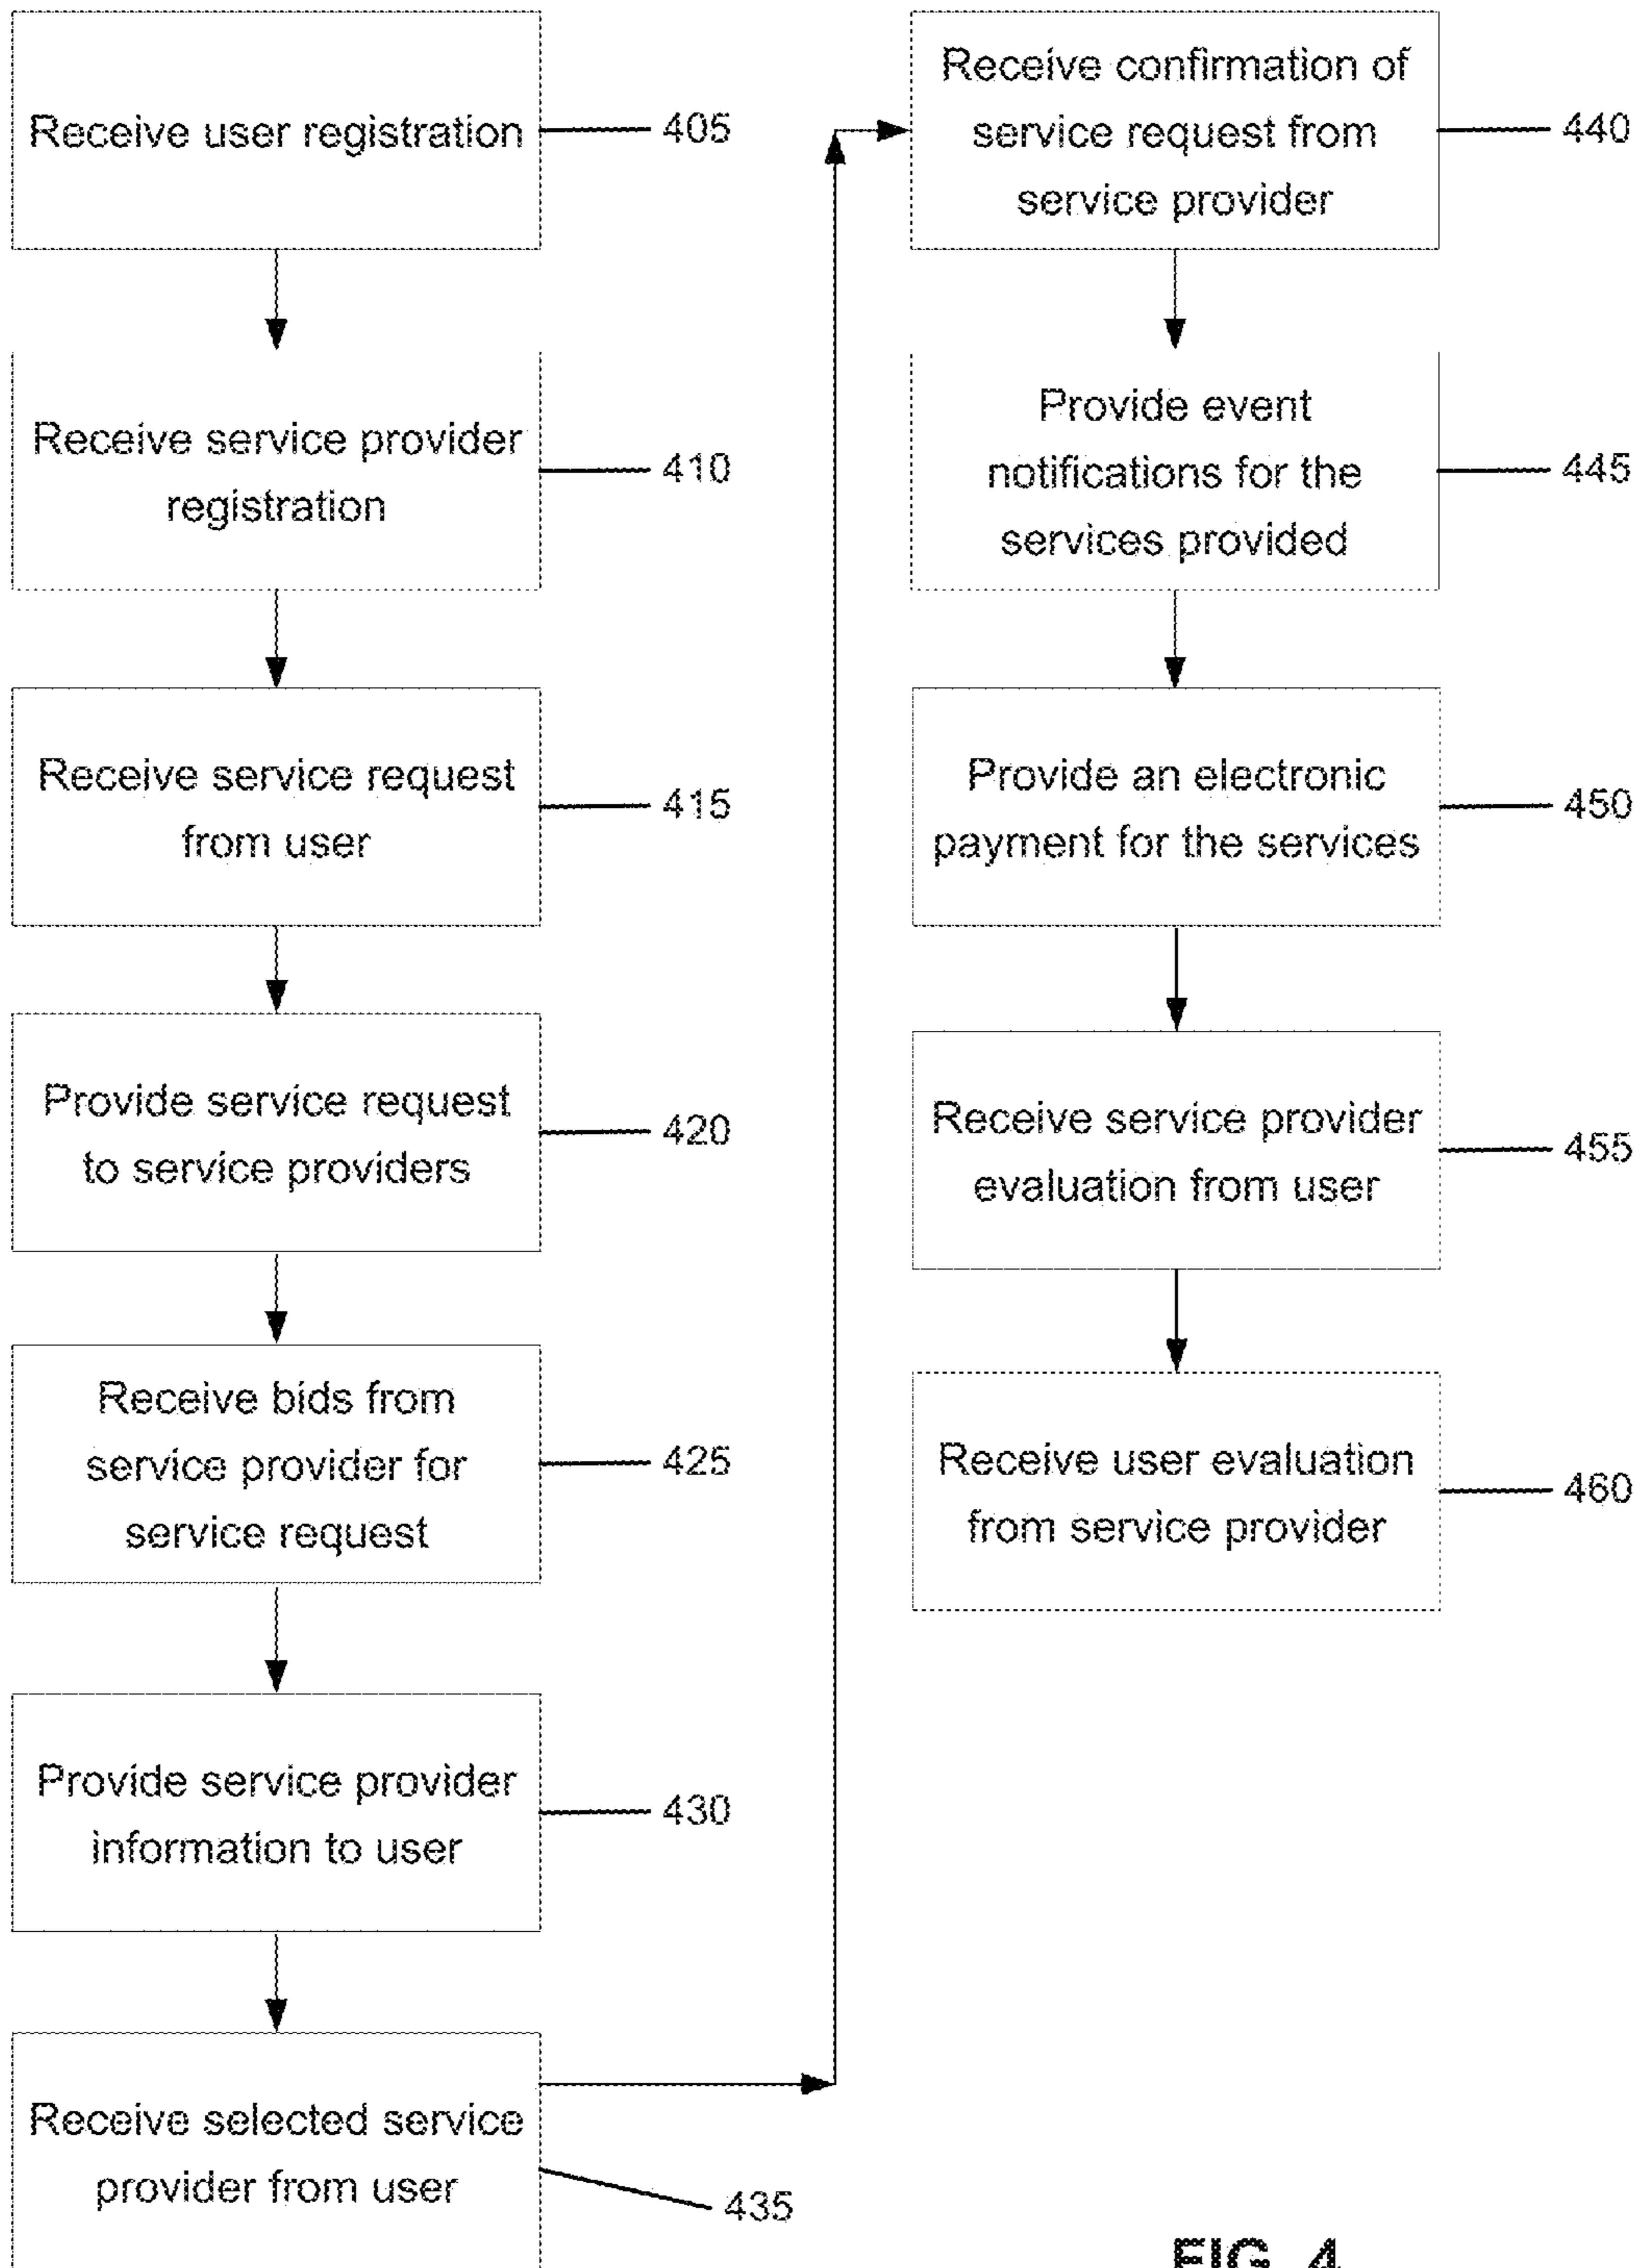 Receive user registration
405
Receive service provider
registration
410
Receive service request
from user
415
Provide service request
to service providers
420
Receive bids from
service provider for
service request
425
Provide service provider
information to user
430
Receive selected service
provider from user
435
Receive confirmation of
service request from
service provider
440
Provide event
notifications for the
services provided
445
Provide an electronic
payment for the services
450
Receive service provider
evaluation from user
455
Receive user evaluation
from service provider
460
FIG. 4